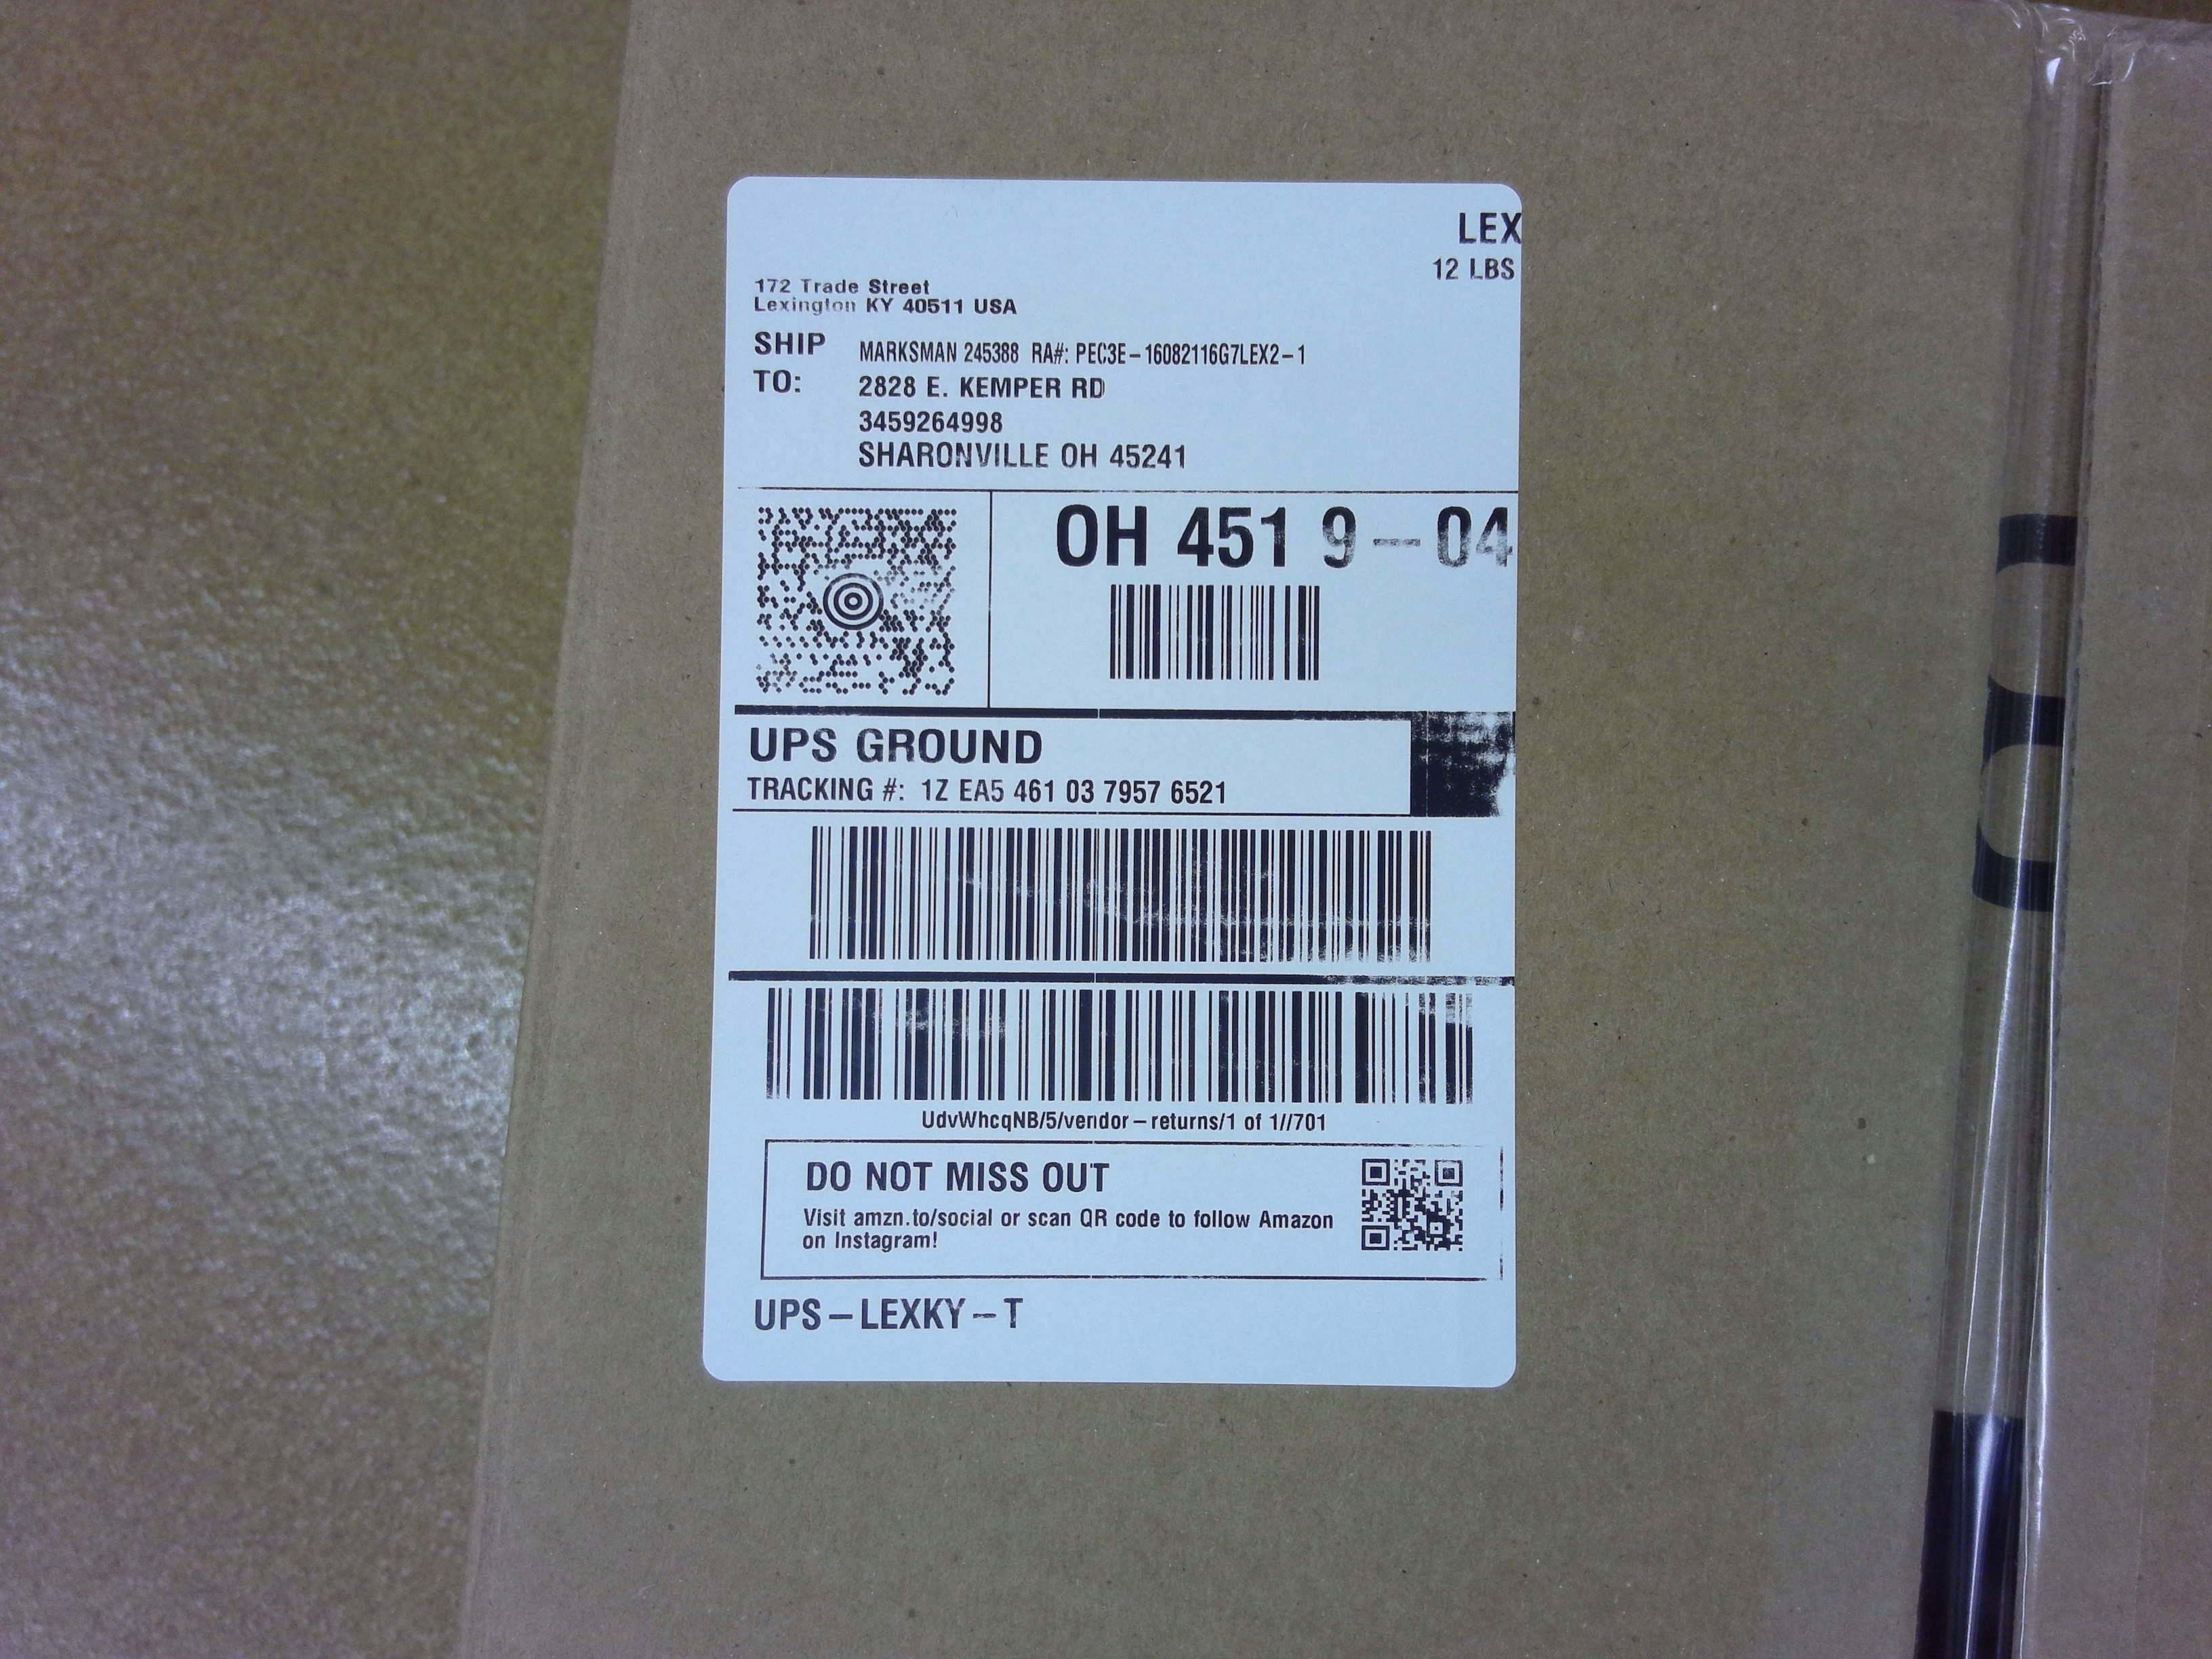 LEX
12 LBS
172 Trade Street
Lexington KY 40511 USA
SHIP TO:
MARKSMAN 245388 RA#: PEC3E-16082116G7LEX2-1
2828 E. KEMPER RD
3459264998
SHARONVILLE OH 45241
OH 451 9-04
UPS GROUND
TRACKING #: 1Z EA5 461 03 7957 6521
UdvWhcqNB/5/vendor-returns/1 of 1//701
DO NOT MISS OUT
Visit amzn.to/social or scan QR code to follow Amazon
on Instagram!
UPS-LEXKY-T